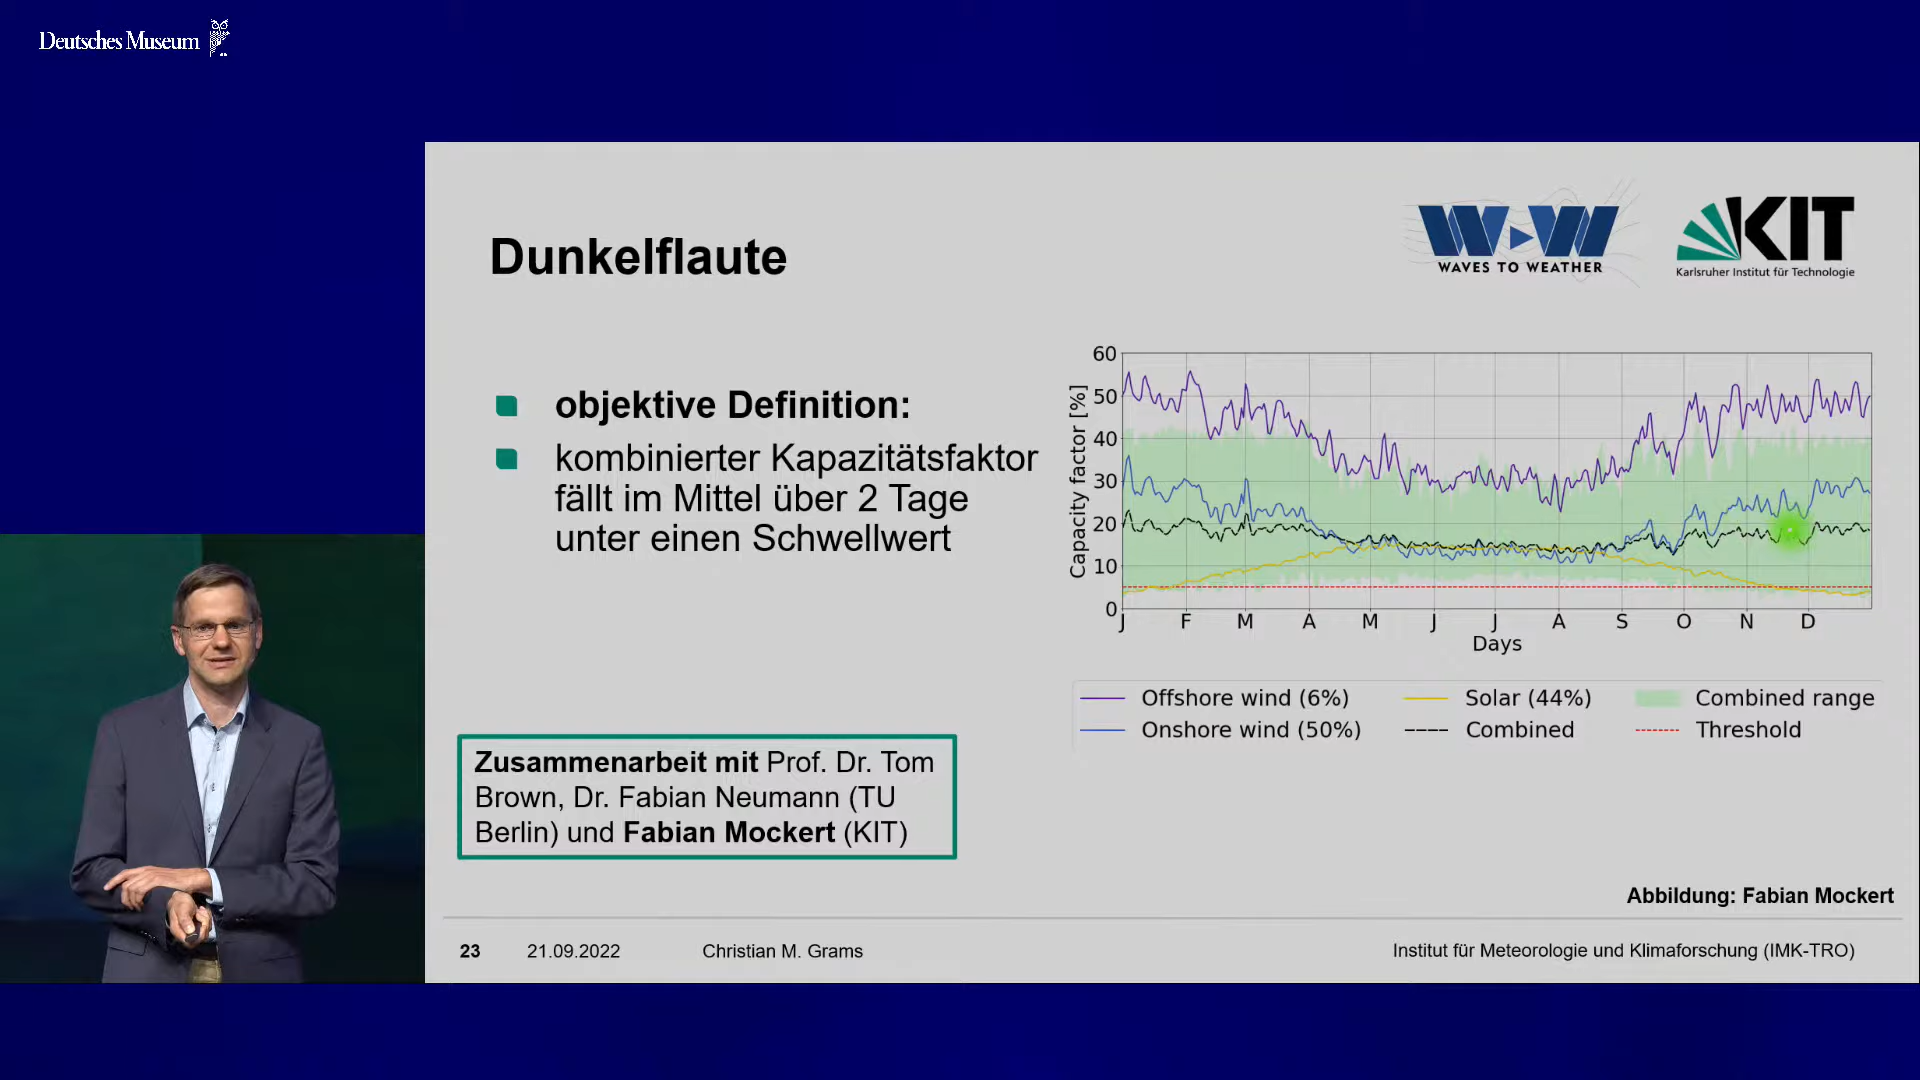 Deutsches Museum
WAVES TO WEATHER
KIT
Karlsruher Institut für Technologie
Dunkelflaute
objektive Definition:
kombinierter Kapazitätsfaktor
fällt im Mittel über 2 Tage
unter einen Schwellwert
Capacity factor [%]
60
50
40
30
20
10
0
J F M A M J J A S O N D
Days
Offshore wind (6%) Solar (44%) Combined range
Onshore wind (50%) Combined Threshold
Zusammenarbeit mit Prof. Dr. Tom
Brown, Dr. Fabian Neumann (TU
Berlin) und Fabian Mockert (KIT)
Abbildung: Fabian Mockert
23 21.09.2022 Christian M. Grams Institut für Meteorologie und Klimaforschung (IMK-TRO)